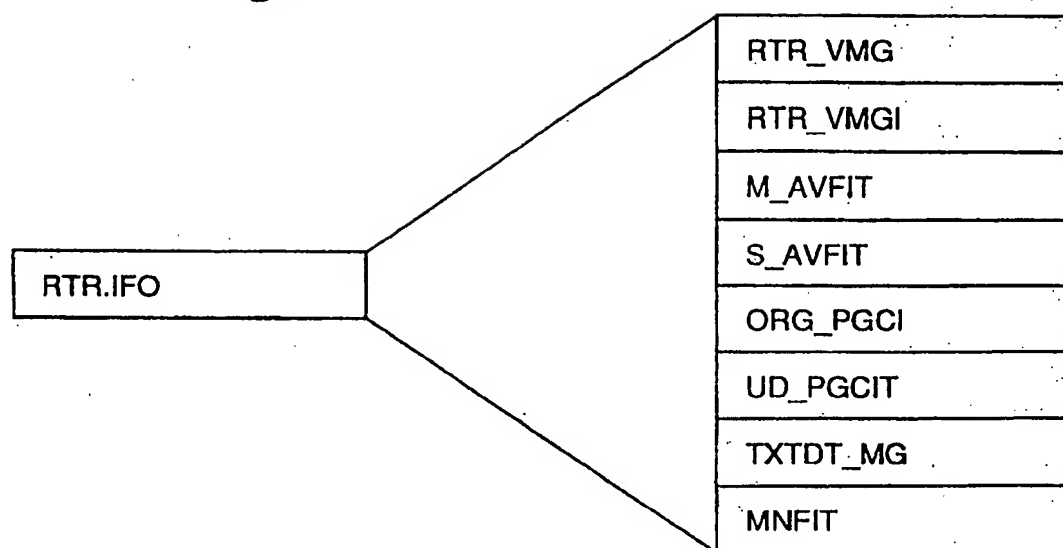 RTR.IFO
RTR_VMG
RTR_VMGI
M_AVFIT
S_AVFIT
ORG_PGCI
UD_PGCIT
TXTDT_MG
MNFIT